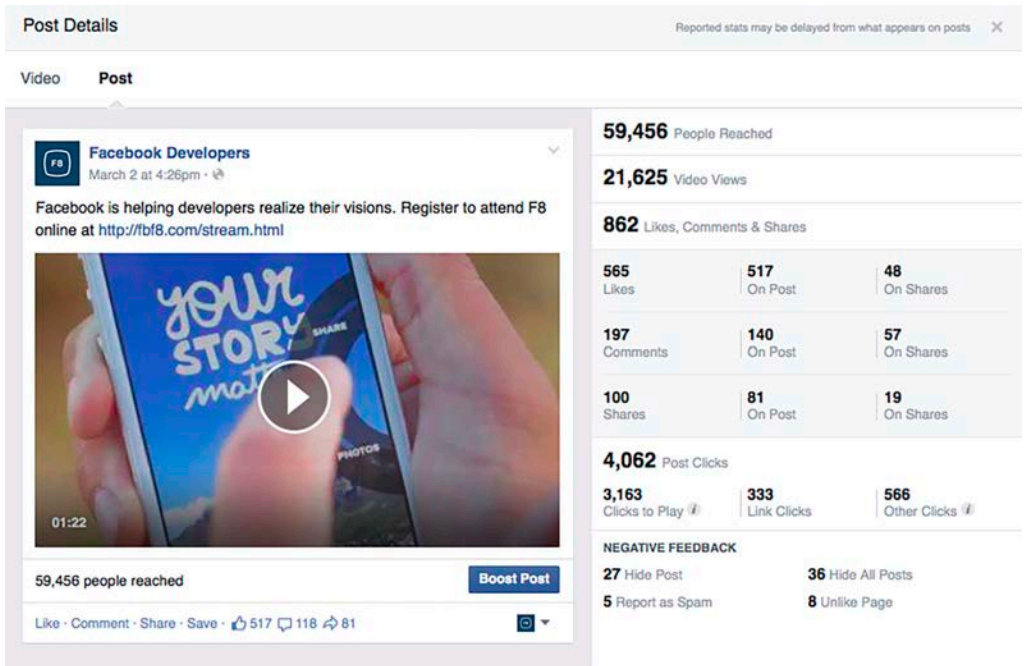 Post Details
Reported stats may be delayed from what appears on posts
Video Post
F8
Facebook Developers
March 2 at 4:26pm ·
Facebook is helping developers realize their visions. Register to attend F8
online at http://fbf8.com/stream.html
your
STORY
SHARE
PHOTOS
01:22
59,456 people reached
Boost Post
Like · Comment · Share · Save · 517 118 81
59,456 People Reached
21,625 Video Views
862 Likes, Comments & Shares
565 517 48
Likes On Post On Shares
197 140 57
Comments On Post On Shares
100 81 19
Shares On Post On Shares
4,062 Post Clicks
3,163 333 566
Clicks to Play Link Clicks Other Clicks
NEGATIVE FEEDBACK
27 Hide Post 36 Hide All Posts
5 Report as Spam 8 Unlike Page